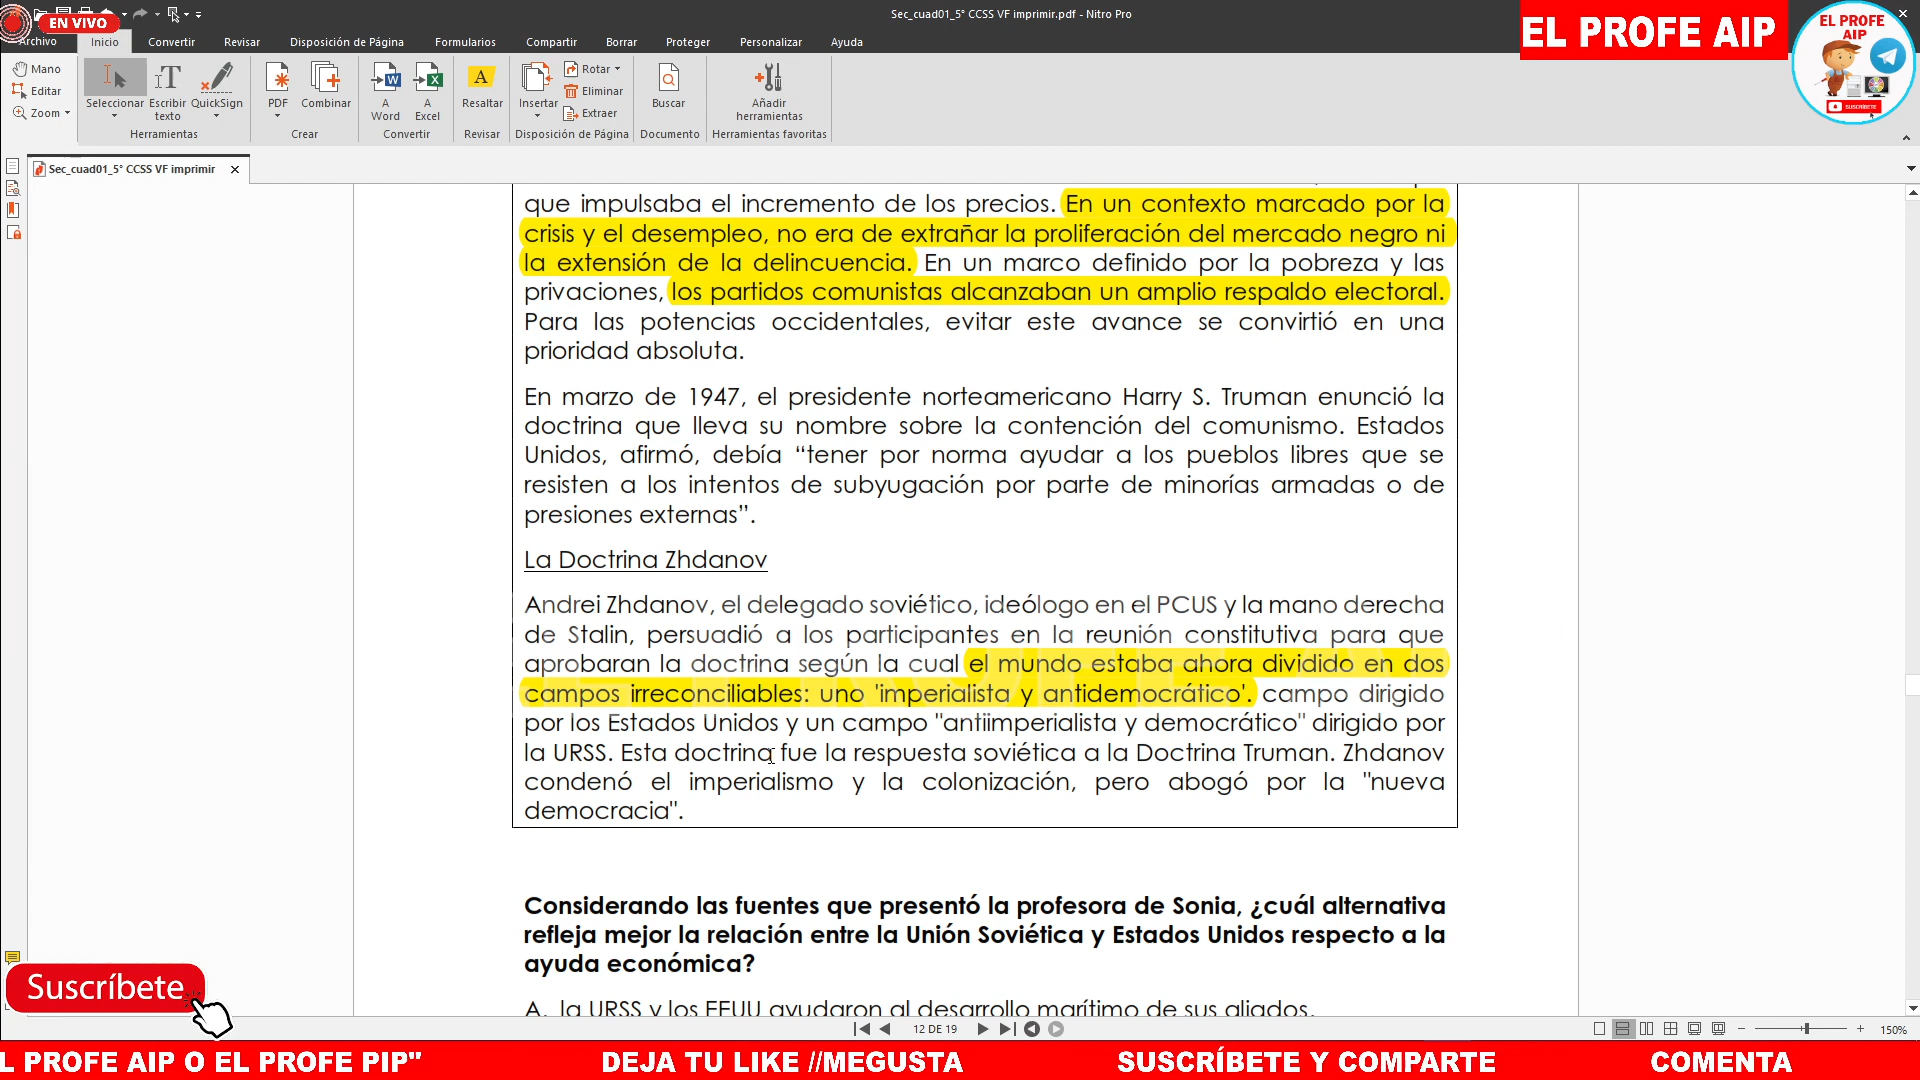 EN VIVO
Sec_cuad01_5° CCSS VF imprimir.pdf - Nitro Pro
EL PROFE AIP
EL PROFE
AIP
SUSCRÍBETE
Archivo
Inicio
Convertir
Revisar
Disposición de Página
Formularios
Compartir
Borrar
Proteger
Personalizar
Ayuda
Mano
Editar
Zoom
Seleccionar
Escribir texto
QuickSign
Herramientas
PDF
Combinar
Crear
A Word
A Excel
Convertir
Resaltar
Revisar
Insertar
Rotar
Eliminar
Extraer
Disposición de Página
Buscar
Documento
Añadir herramientas
Herramientas favoritas
Sec_cuad01_5° CCSS VF imprimir
que impulsaba el incremento de los precios. En un contexto marcado por la
crisis y el desempleo, no era de extrañar la proliferación del mercado negro ni
la extensión de la delincuencia. En un marco definido por la pobreza y las
privaciones, los partidos comunistas alcanzaban un amplio respaldo electoral.
Para las potencias occidentales, evitar este avance se convirtió en una
prioridad absoluta.
En marzo de 1947, el presidente norteamericano Harry S. Truman enunció la
doctrina que lleva su nombre sobre la contención del comunismo. Estados
Unidos, afirmó, debía “tener por norma ayudar a los pueblos libres que se
resisten a los intentos de subyugación por parte de minorías armadas o de
presiones externas”.
La Doctrina Zhdanov
Andrei Zhdanov, el delegado soviético, ideólogo en el PCUS y la mano derecha
de Stalin, persuadió a los participantes en la reunión constitutiva para que
aprobaran la doctrina según la cual el mundo estaba ahora dividido en dos
campos irreconciliables: uno 'imperialista y antidemocrático'. campo dirigido
por los Estados Unidos y un campo "antiimperialista y democrático" dirigido por
la URSS. Esta doctrina fue la respuesta soviética a la Doctrina Truman. Zhdanov
condenó el imperialismo y la colonización, pero abogó por la "nueva
democracia".
Considerando las fuentes que presentó la profesora de Sonia, ¿cuál alternativa
refleja mejor la relación entre la Unión Soviética y Estados Unidos respecto a la
ayuda económica?
A. la URSS y los EEUU ayudaron al desarrollo marítimo de sus aliados.
Suscríbete
12 DE 19
150%
L PROFE AIP O EL PROFE PIP"
DEJA TU LIKE //MEGUSTA
SUSCRÍBETE Y COMPARTE
COMENTA